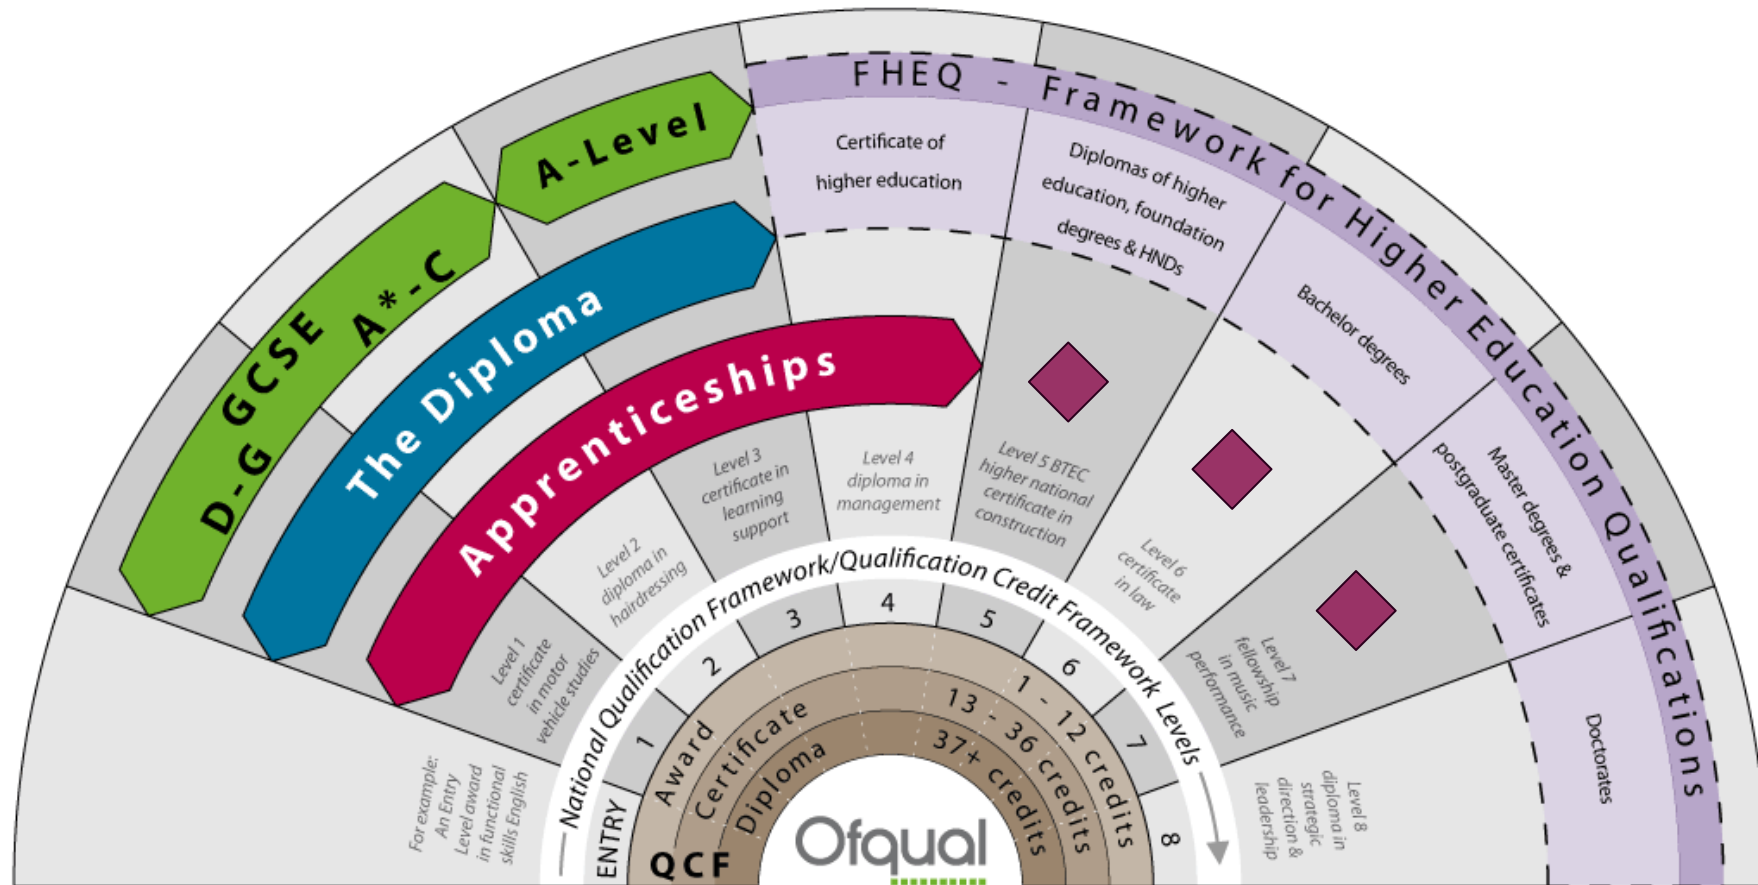 FHEQ - Framework for Higher Education Qualifications
A-Level
GCSE
A*-C
D-G
The Diploma
Apprenticeships
Certificate of
higher education
Diplomas of higher
education, foundation
degrees & HNDs
Bachelor degrees
Master degrees &
postgraduate certificates
Doctorates
For example:
An Entry
Level award
in functional
skills English
Level 1
certificate
in motor
vehicle studies
Level 2
diploma in
hairdressing
Level 3
certificate in
learning
support
Level 4
diploma in
management
Level 5 BTEC
higher national
certificate in
construction
Level 6
certificate
in law
Level 7
fellowship
in music
performance
Level 8
diploma in
strategic
direction &
leadership
National Qualification Framework/Qualification Credit Framework Levels
ENTRY
1
2
3
4
5
6
7
8
Award
1 - 12 credits
Certificate
13 - 36 credits
Diploma
37+ credits
QCF
Ofqual